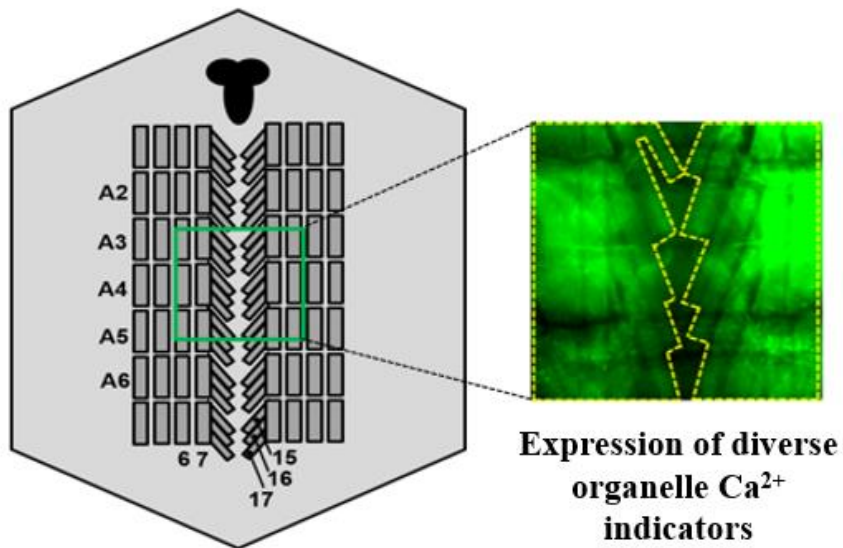 A2
A3
A4
A5
A6
6 7
15
16
17
Expression of diverse
organelle Ca²⁺
indicators